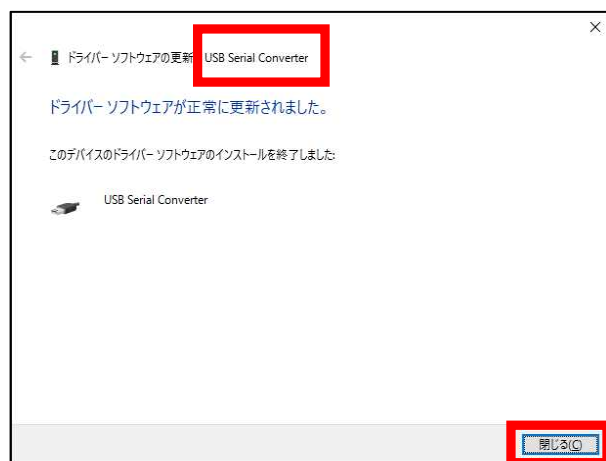 ドライバー ソフトウェアの更新 USB Serial Converter
ドライバー ソフトウェアが正常に更新されました。
このデバイスのドライバー ソフトウェアのインストールを終了しました:
USB Serial Converter
閉じる(C)